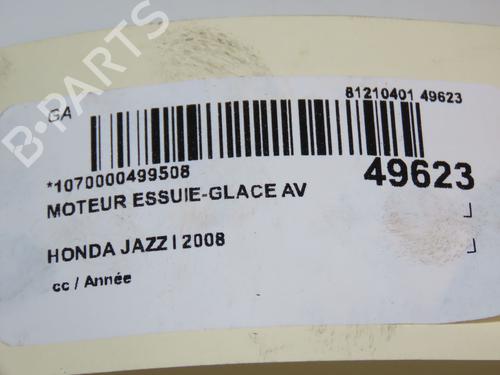 B-PARTS
GA
81210401 49623
*1070000499508
49623
MOTEUR ESSUIE-GLACE AV
HONDA JAZZ I 2008
cc / Année